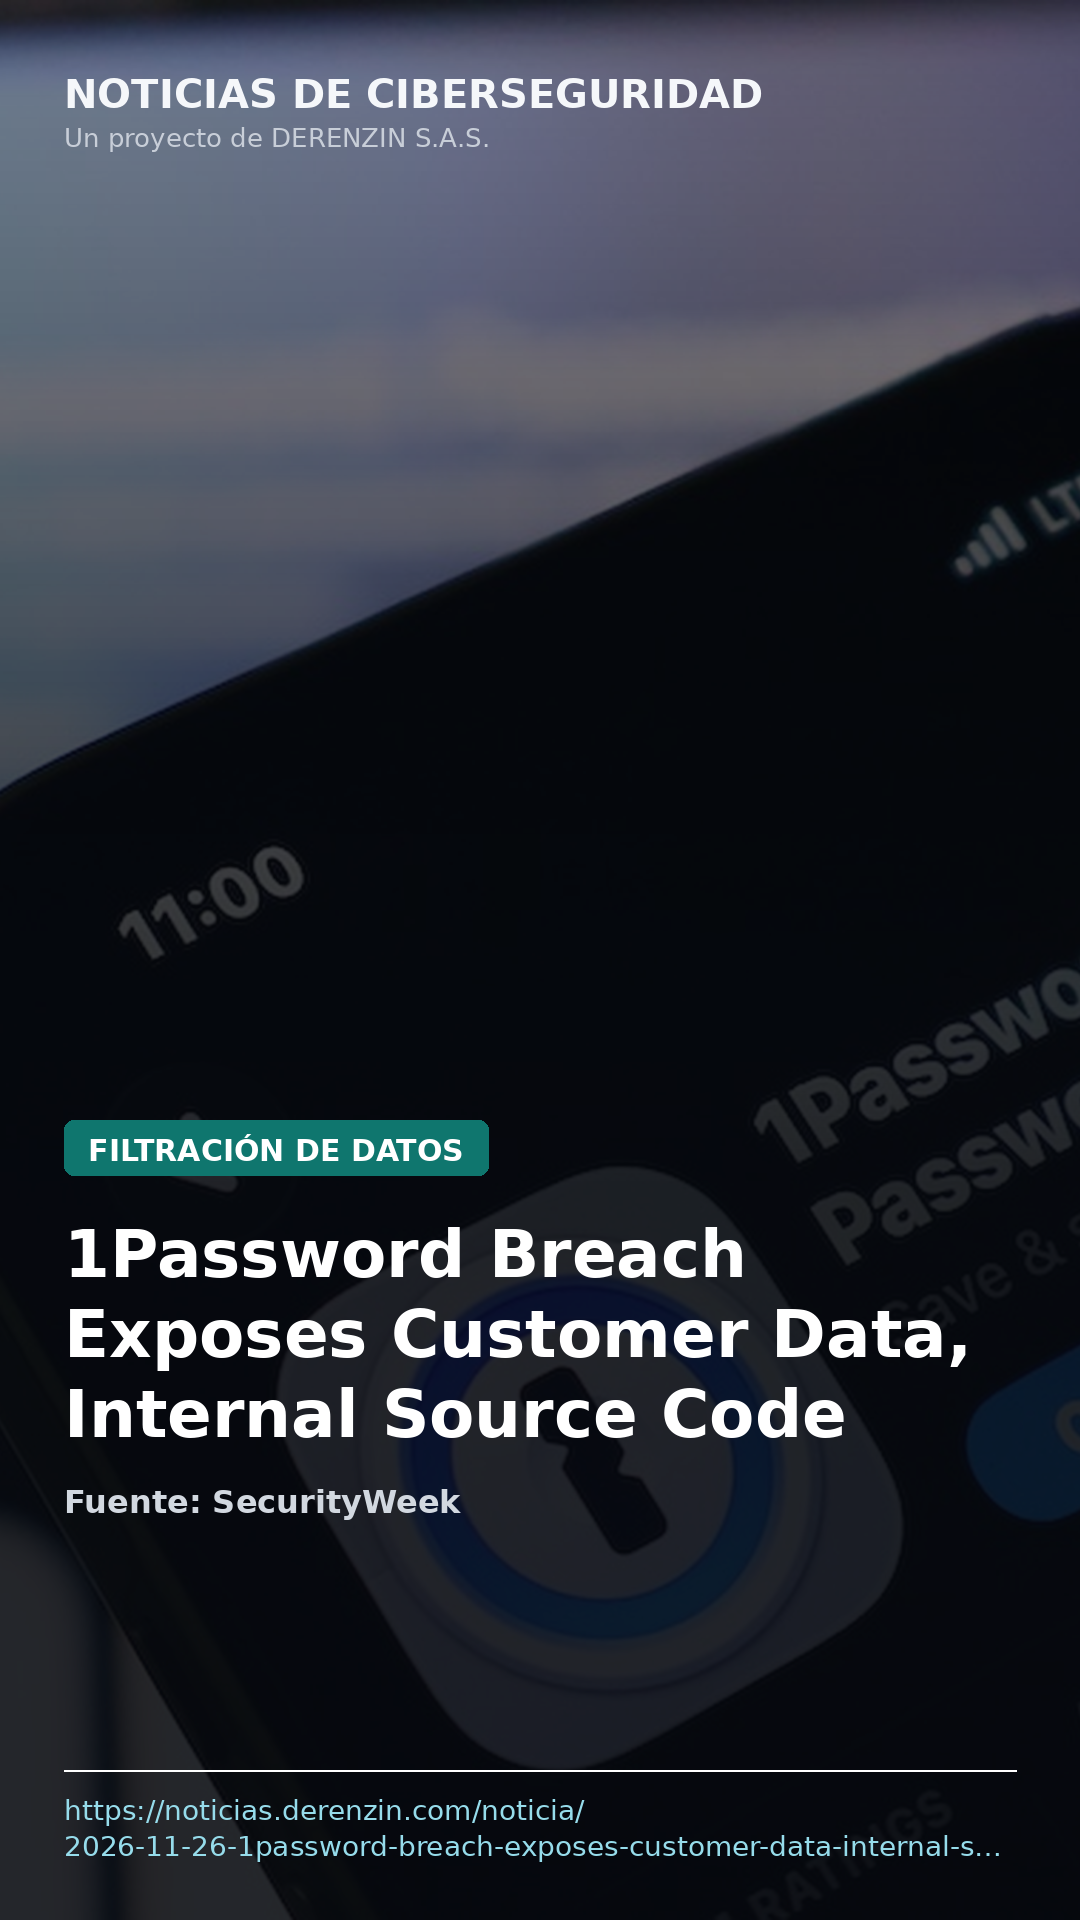 NOTICIAS DE CIBERSEGURIDAD
Un proyecto de DERENZIN S.A.S.
11:00
FILTRACIÓN DE DATOS
1Password Breach
Exposes Customer Data,
Internal Source Code
Fuente: SecurityWeek
https://noticias.derenzin.com/noticia/
2026-11-26-1password-breach-exposes-customer-data-internal-s...
RATINGS